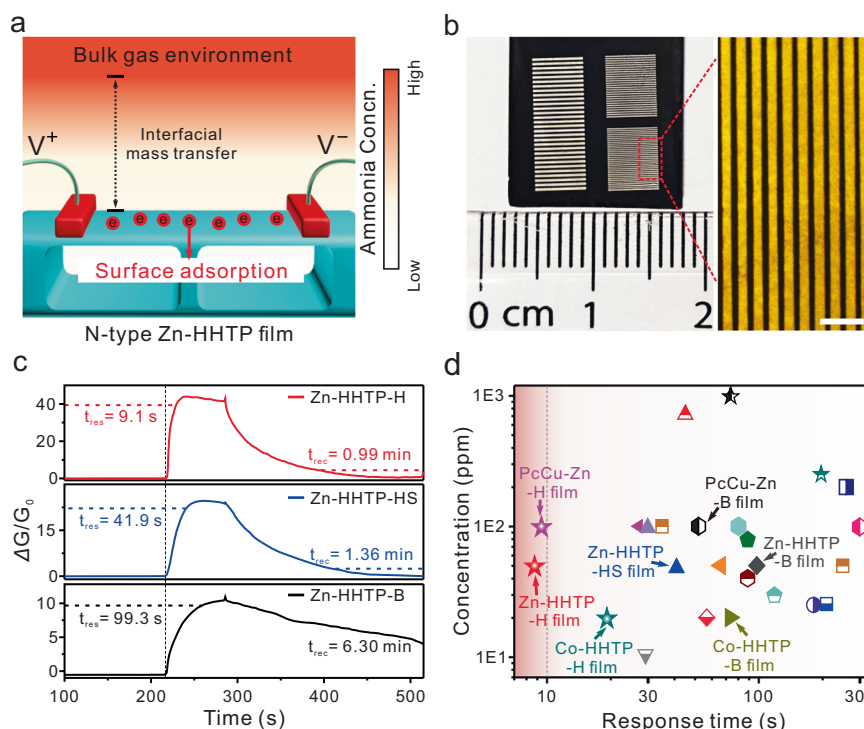 a
Bulk gas environment
Interfacial
mass transfer
V⁺
V⁻
e e e e e e e
Surface adsorption
N-type Zn-HHTP film
Ammonia Concn.
High
Low
b
0 cm 1 2
c
ΔG/G₀
40
20
0
Zn-HHTP-H
tres= 9.1 s
trec= 0.99 min
25
0
Zn-HHTP-HS
tres= 41.9 s
trec= 1.36 min
10
5
0
Zn-HHTP-B
tres= 99.3 s
trec= 6.30 min
100 200 300 400 500
Time (s)
d
Concentration (ppm)
1E3
1E2
1E1
PcCu-Zn
-H film
PcCu-Zn
-B film
Zn-HHTP
-HS film
Zn-HHTP
-B film
Zn-HHTP
-H film
Co-HHTP
-H film
Co-HHTP
-B film
10 30 100 30
Response time (s)